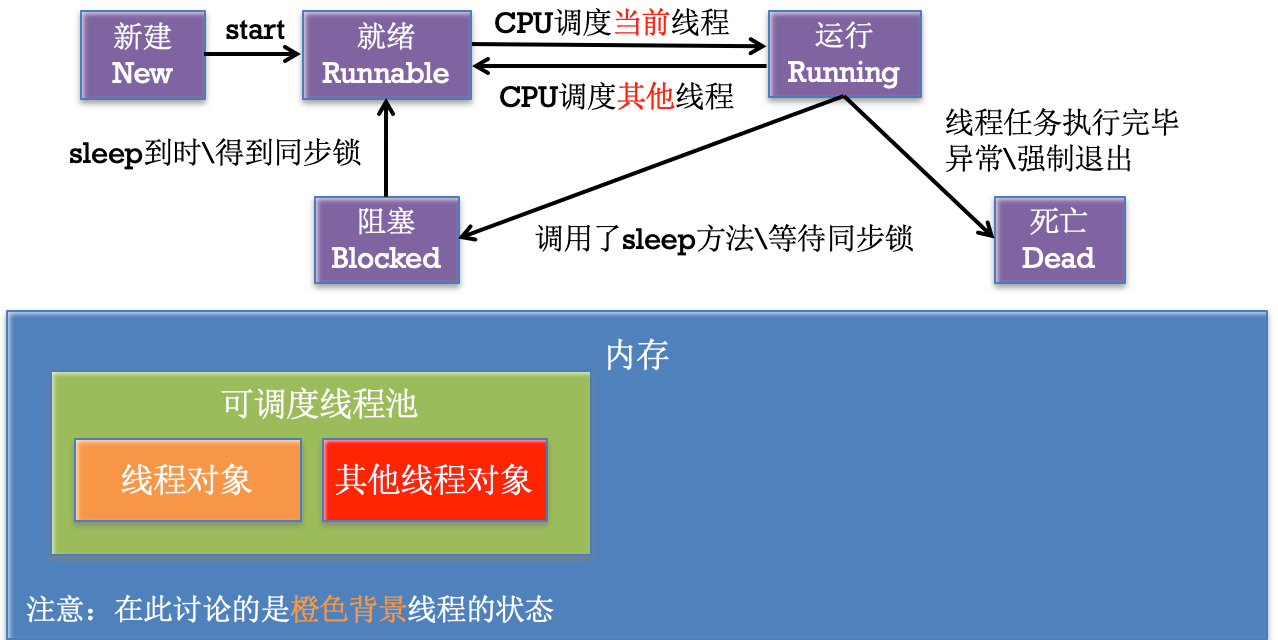 新建
New
start
就绪
Runnable
CPU调度当前线程
CPU调度其他线程
运行
Running
sleep到时\得到同步锁
线程任务执行完毕
异常\强制退出
阻塞
Blocked
调用了sleep方法\等待同步锁
死亡
Dead
内存
可调度线程池
线程对象
其他线程对象
注意：在此讨论的是橙色背景线程的状态